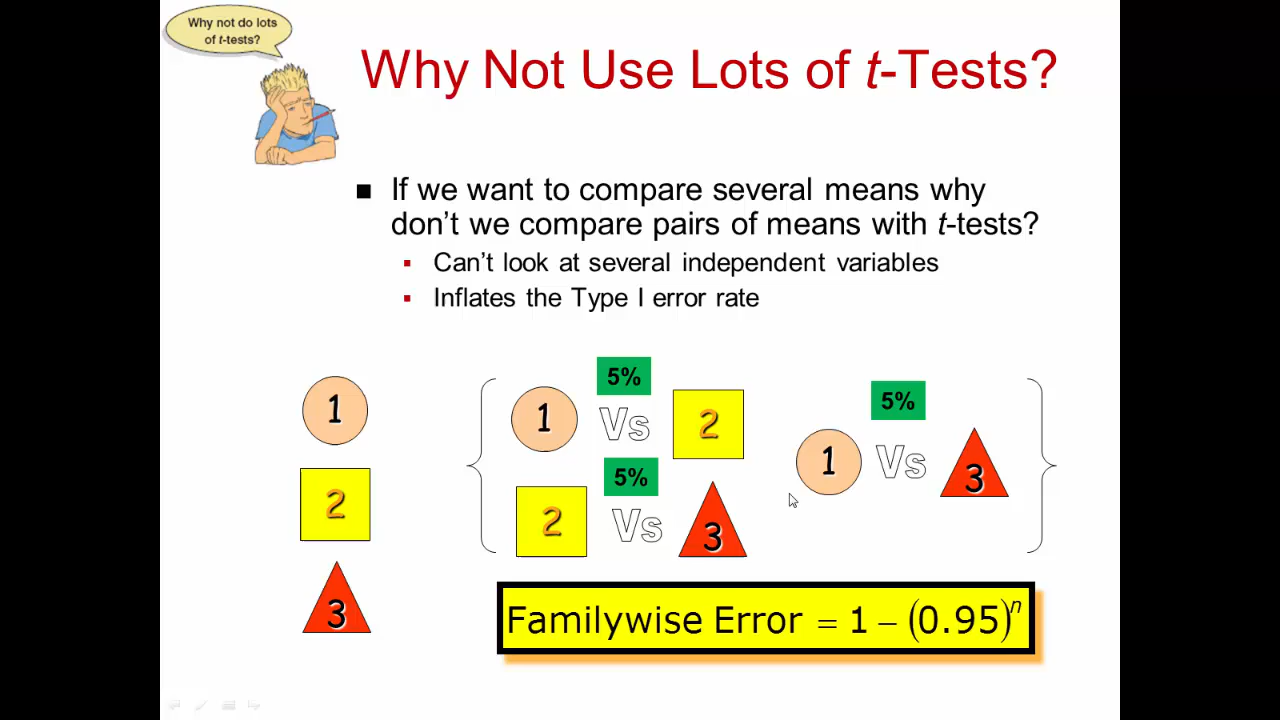 Why not do lots
of t-tests?
Why Not Use Lots of t-Tests?
If we want to compare several means why
don't we compare pairs of means with t-tests?
Can't look at several independent variables
Inflates the Type I error rate
1
2
3
5%
1 Vs 2
5%
2 Vs 3
5%
1 Vs 3
Familywise Error = 1 – (0.95)ⁿ